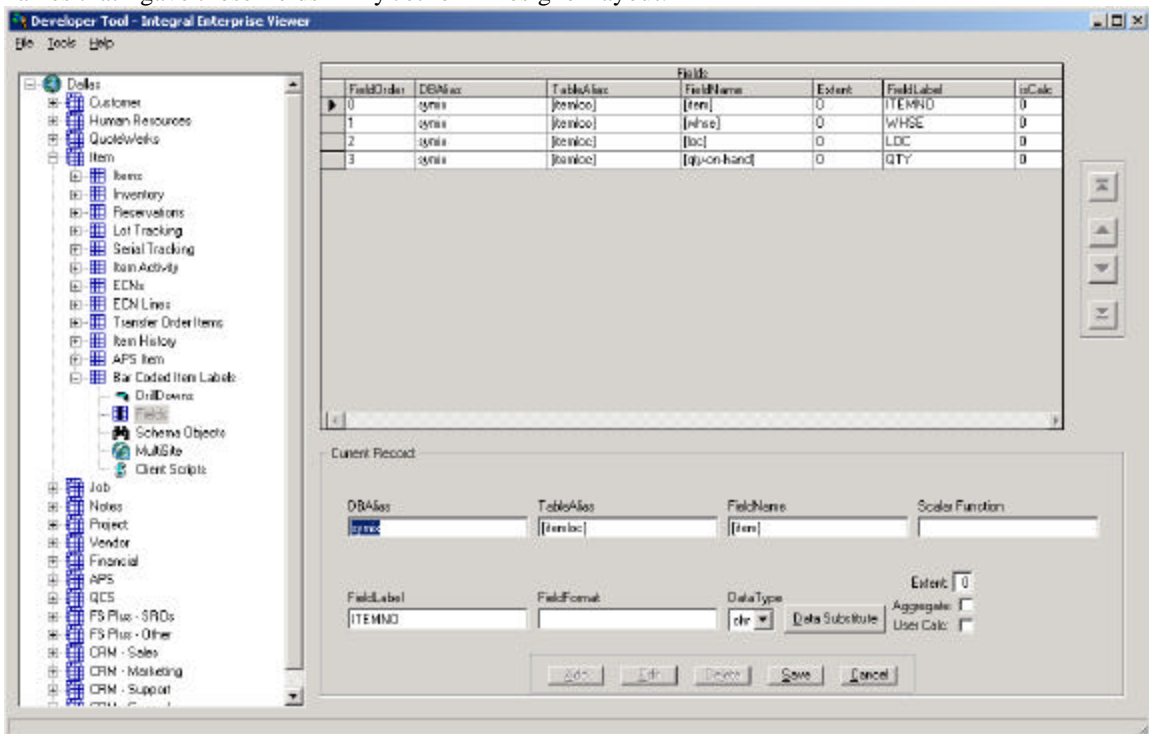 Developer Tool - Integral Enterprise Viewer
File Tools Help
Dallas
Customer
Human Resources
QuoteWerks
Item
Items
Inventory
Reservations
Lot Tracking
Serial Tracking
Item Activity
ECNs
ECN Lines
Transfer Order Items
Item History
APS Item
Bar Coded Item Labels
DrillDowns
Fields
Schema Objects
MultiSite
Client Scripts
Job
Notes
Project
Vendor
Financial
APS
QCS
FS Plus - SROs
FS Plus - Other
CRM - Sales
CRM - Marketing
CRM - Support
Fields
FieldOrder DBAlias TableAlias FieldName Extent FieldLabel isCalc
0 symix [itemloc] [item] 0 ITEMNO 0
1 symix [itemloc] [whse] 0 WHSE 0
2 symix [itemloc] [loc] 0 LOC 0
3 symix [itemloc] [qty-on-hand] 0 QTY 0
Current Record
DBAlias TableAlias FieldName Scalar Function
symix [itemloc] [item]
Extent: 0
FieldLabel FieldFormat DataType Aggregate:
ITEMNO chr Data Substitute User Calc:
Add Edit Delete Save Cancel